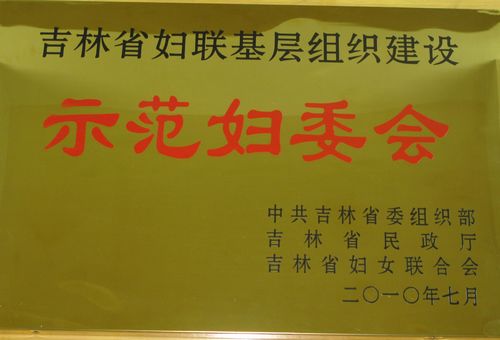 吉林省妇联基层组织建设
示范妇委会
中共吉林省委组织部
吉林省民政厅
吉林省妇女联合会
二〇一〇年七月